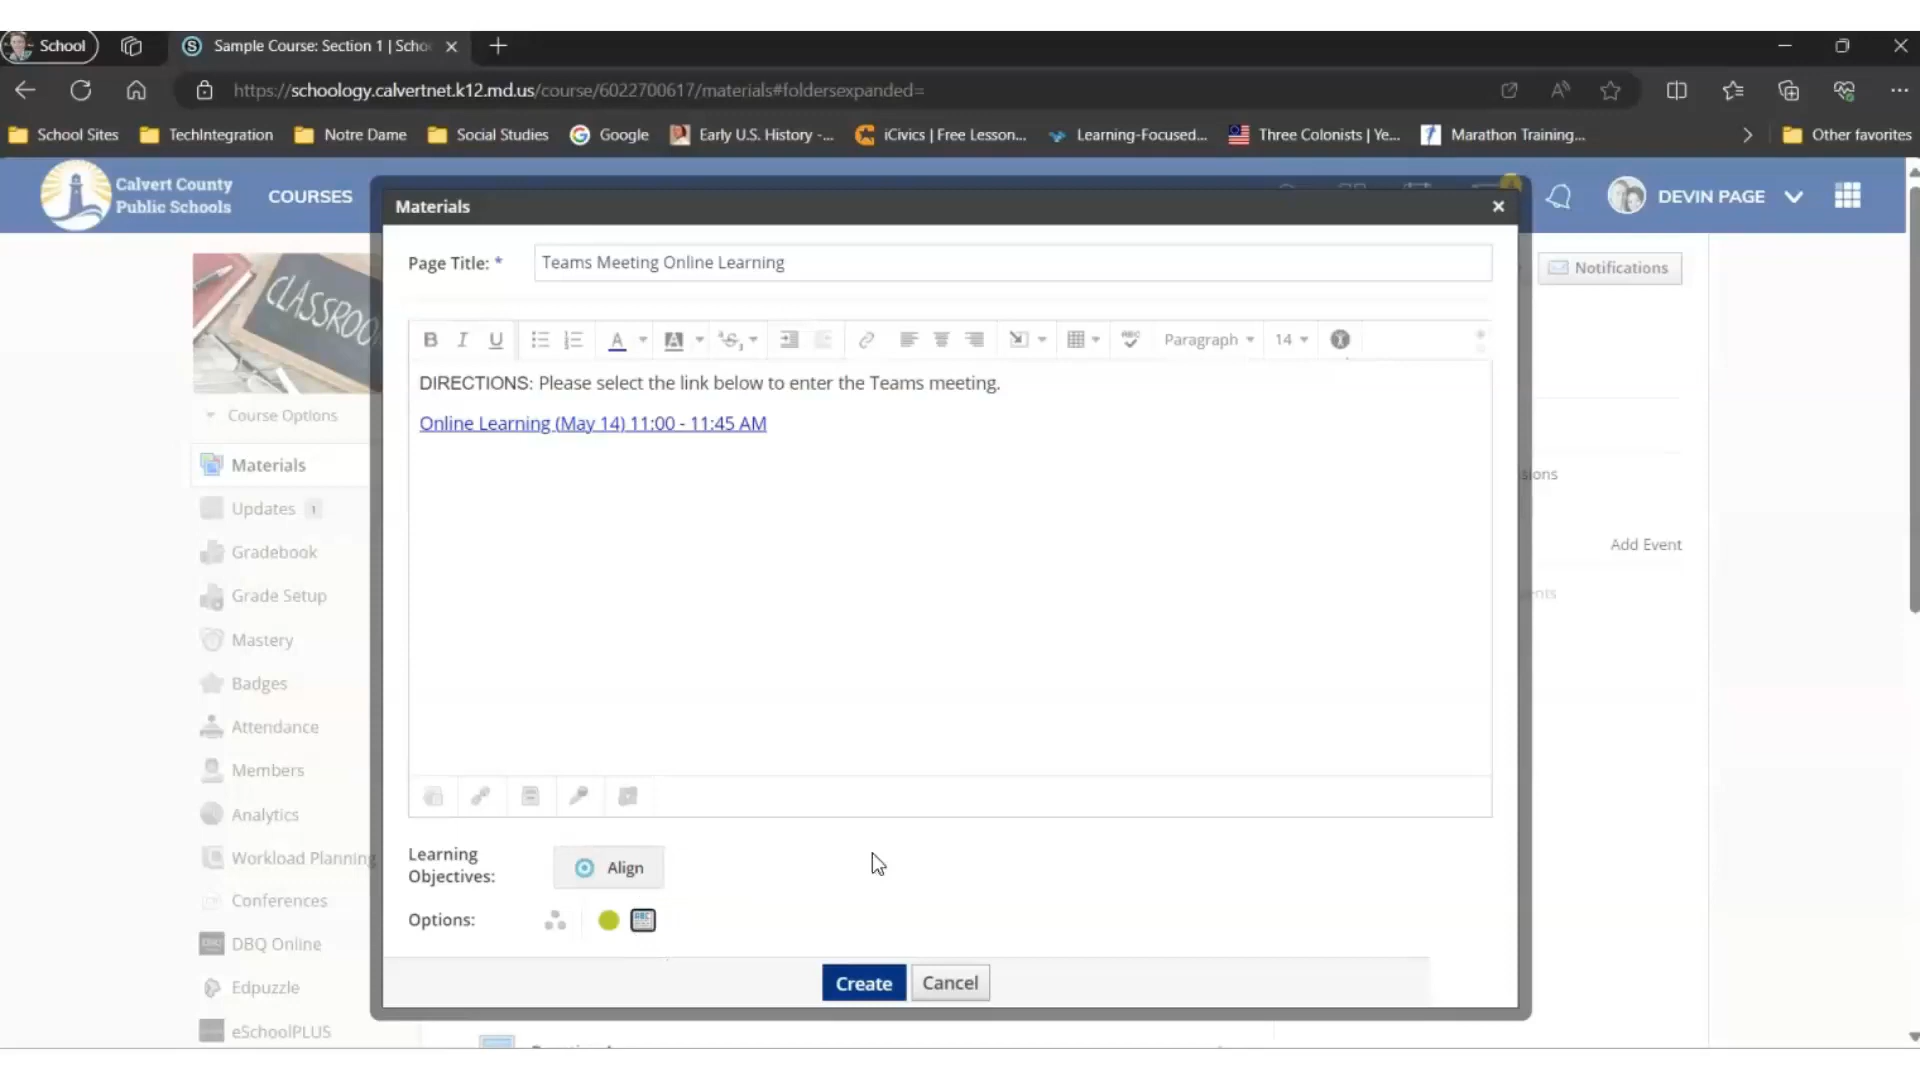 School
Sample Course: Section 1 | Scho
https://schoology.calvertnet.k12.md.us/course/6022700617/materials#foldersexpanded=
School Sites TechIntegration Notre Dame Social Studies Google Early U.S. History -... iCivics | Free Lesson... Learning-Focused... Three Colonists | Ye... Marathon Training... Other favorites
Calvert County
Public Schools
COURSES
DEVIN PAGE
Materials
Page Title: * Teams Meeting Online Learning
Notifications
CLASSROO
B I U A A S Paragraph 14
DIRECTIONS: Please select the link below to enter the Teams meeting.
Online Learning (May 14) 11:00 - 11:45 AM
Course Options
Materials
Updates 1
Gradebook
Grade Setup
Mastery
Badges
Attendance
Members
Analytics
Workload Planning
Conferences
DBQ Online
Edpuzzle
eSchoolPLUS
sions
Add Event
ents
Learning
Objectives:
Align
Options:
Create Cancel